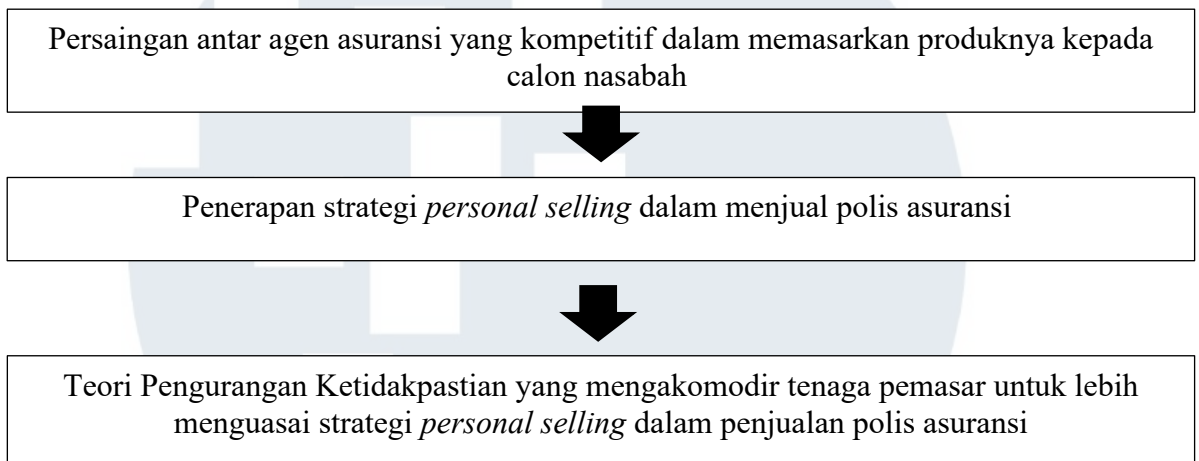 Persaingan antar agen asuransi yang kompetitif dalam memasarkan produknya kepada
calon nasabah
Penerapan strategi personal selling dalam menjual polis asuransi
Teori Pengurangan Ketidakpastian yang mengakomodir tenaga pemasar untuk lebih
menguasai strategi personal selling dalam penjualan polis asuransi